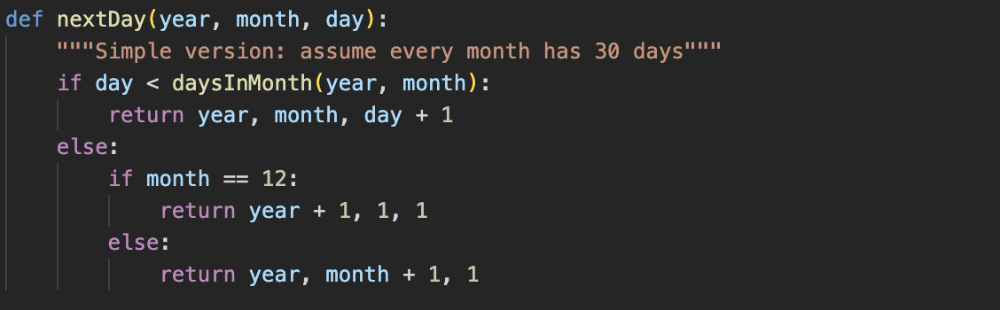 def nextDay(year, month, day):
    """Simple version: assume every month has 30 days"""
    if day < daysInMonth(year, month):
        return year, month, day + 1
    else:
        if month == 12:
            return year + 1, 1, 1
        else:
            return year, month + 1, 1